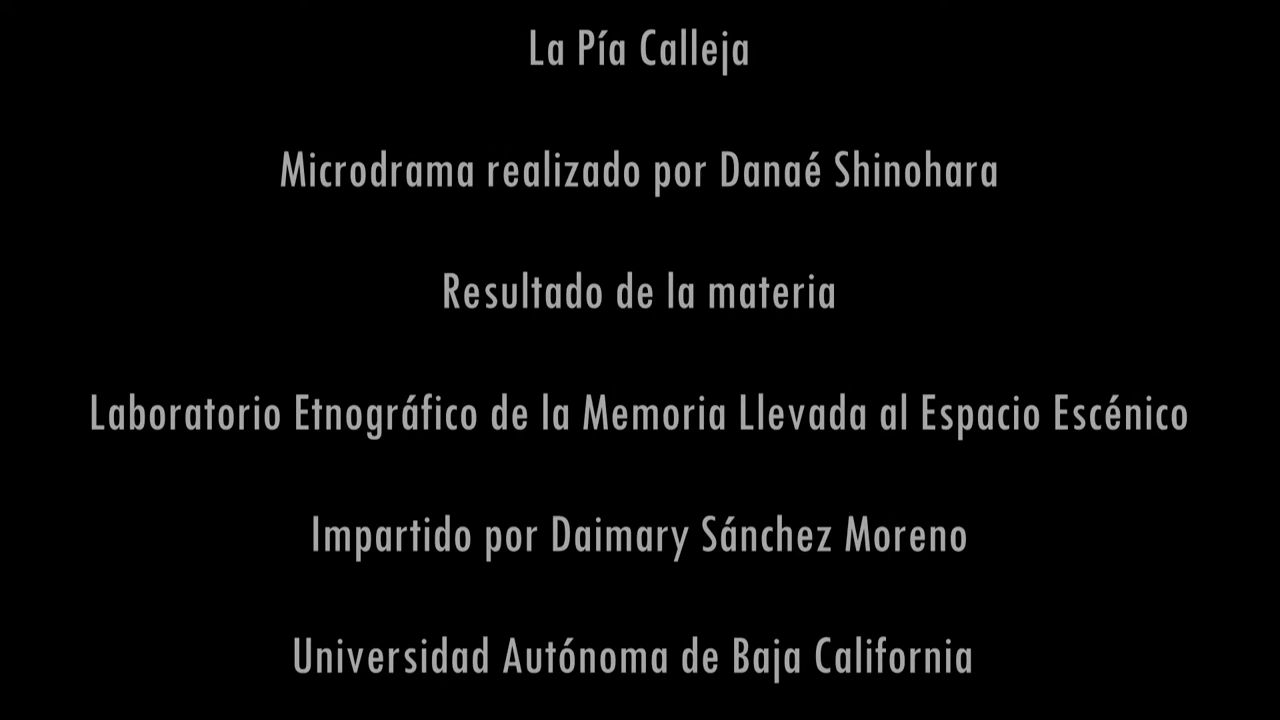 La Pía Calleja
Microdrama realizado por Danaé Shinohara
Resultado de la materia
Laboratorio Etnográfico de la Memoria Llevada al Espacio Escénico
Impartido por Daimary Sánchez Moreno
Universidad Autónoma de Baja California